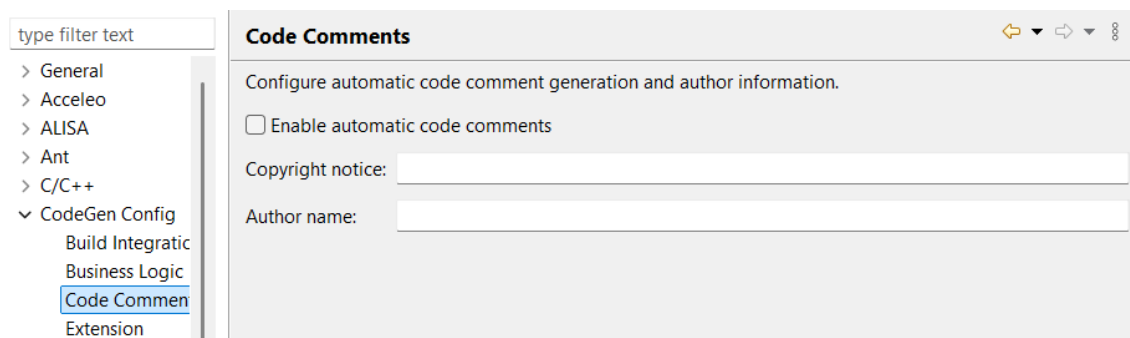 type filter text
General
Acceleo
ALISA
Ant
C/C++
CodeGen Config
Build Integratic
Business Logic
Code Commen
Extension
Code Comments
Configure automatic code comment generation and author information.
Enable automatic code comments
Copyright notice:
Author name: